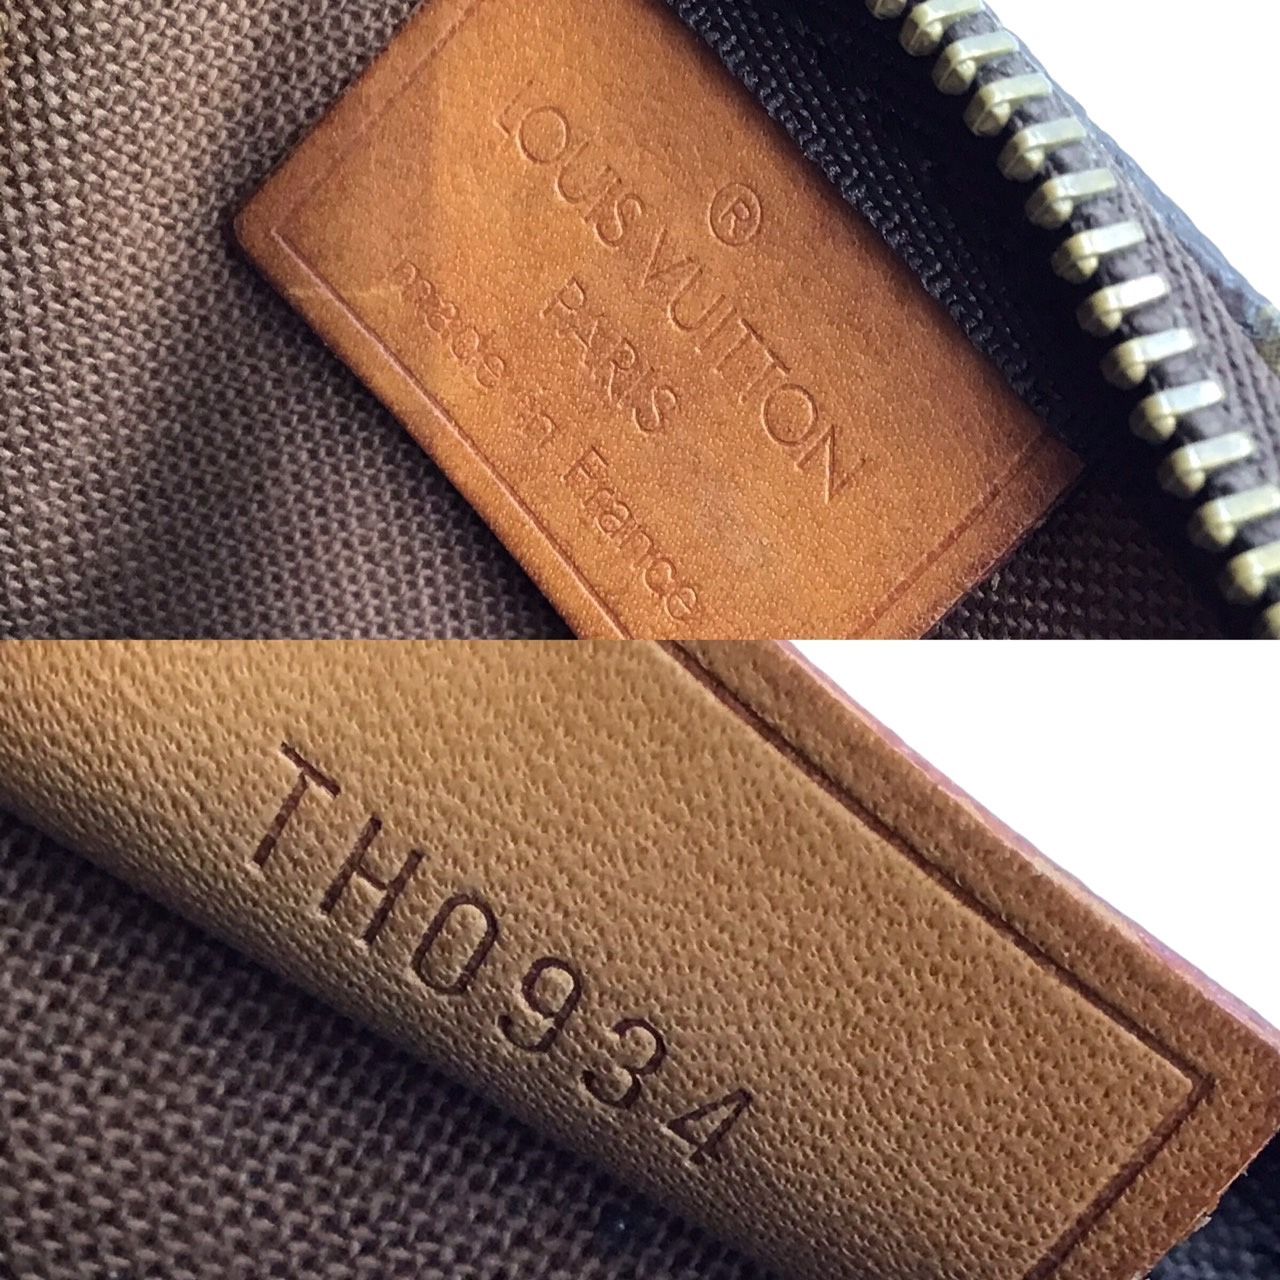 ®
LOUIS VUITTON
PARIS
made in France
TH0934